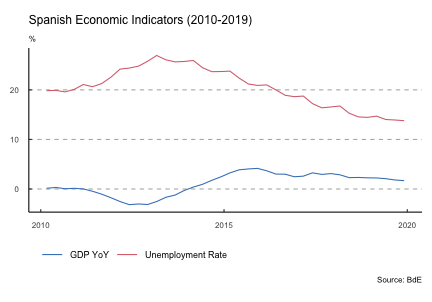 Spanish Economic Indicators (2010-2019)
%
20
10
0
2010 2015 2020
GDP YoY Unemployment Rate
Source: BdE